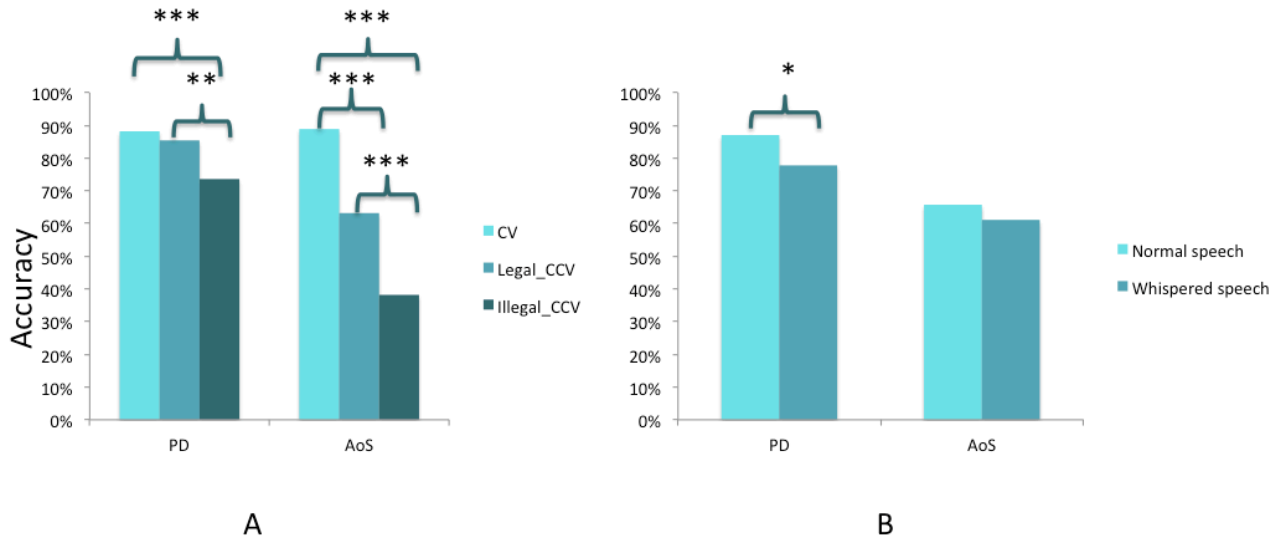 *** ***
** ***
***
*
Accuracy
100%
90%
80%
70%
60%
50%
40%
30%
20%
10%
0%
PD AoS
CV
Legal_CCV
Illegal_CCV
A
100%
90%
80%
70%
60%
50%
40%
30%
20%
10%
0%
PD AoS
Normal speech
Whispered speech
B